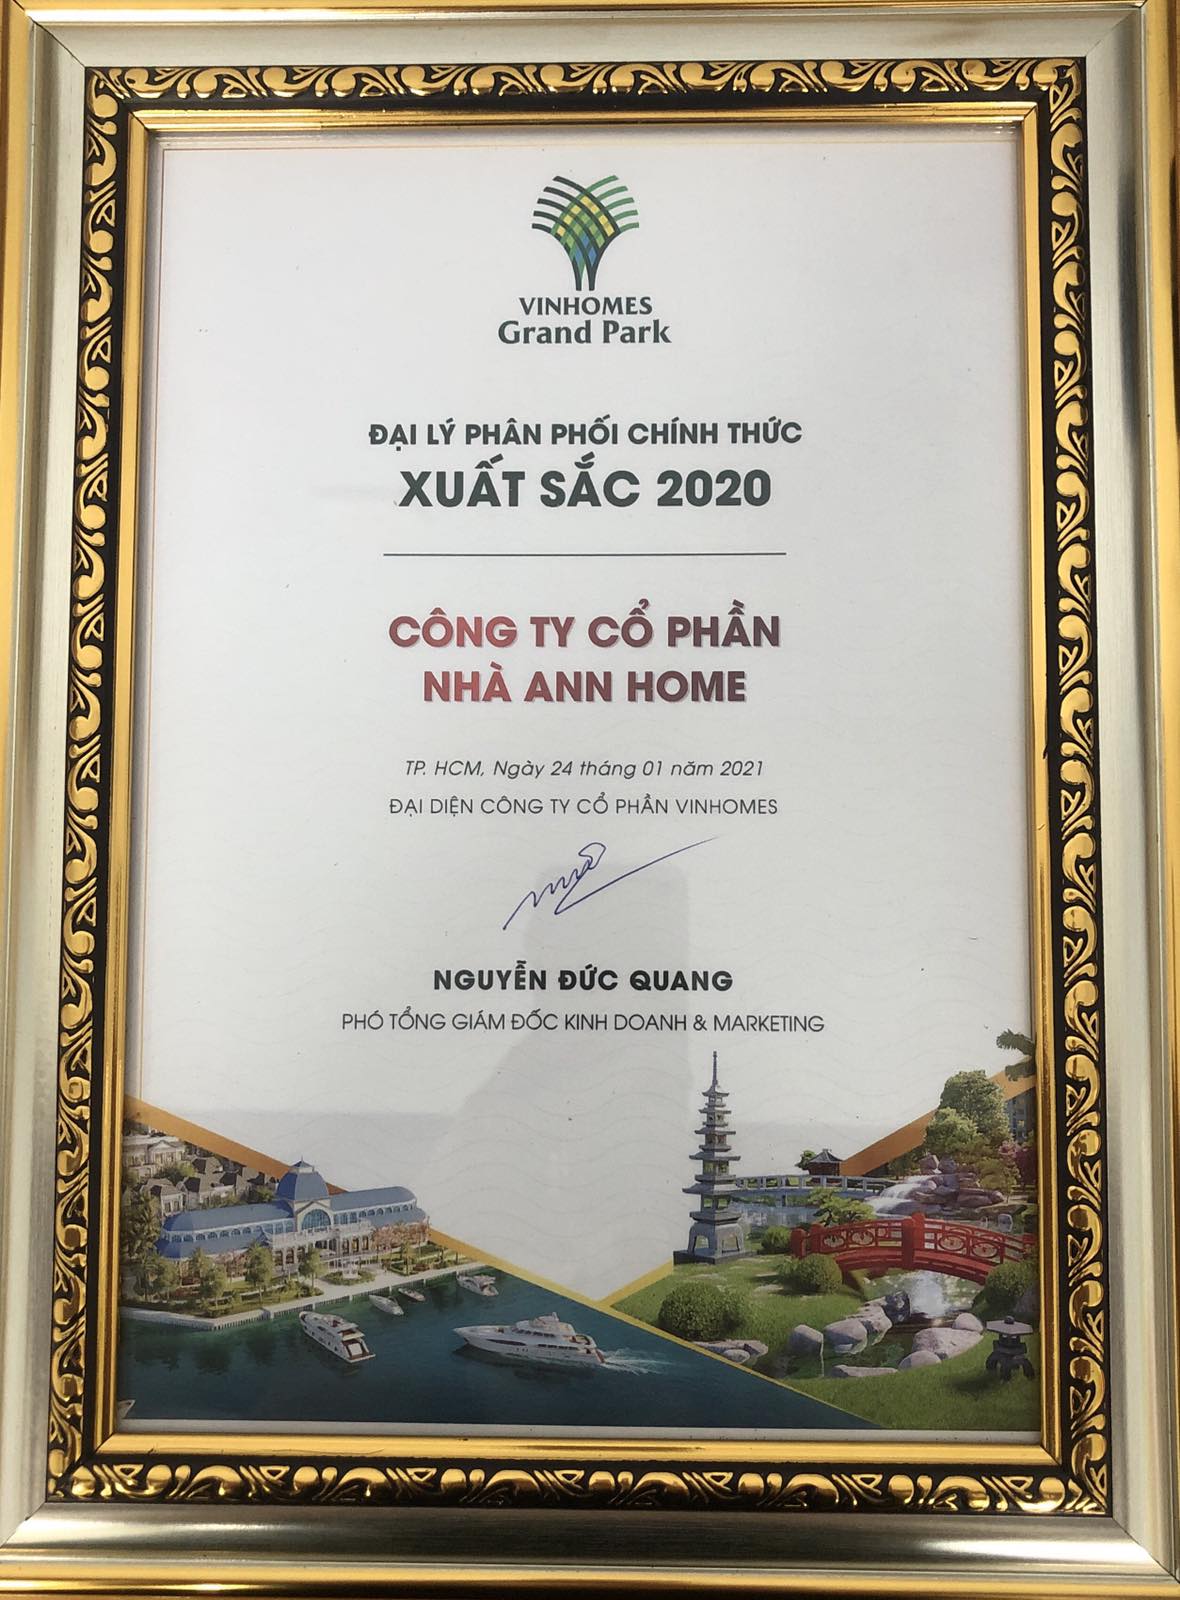 VINHOMES
Grand Park
ĐẠI LÝ PHÂN PHỐI CHÍNH THỨC
XUẤT SẮC 2020
CÔNG TY CỔ PHẦN
NHÀ ANN HOME
TP. HCM, Ngày 24 tháng 01 năm 2021
ĐẠI DIỆN CÔNG TY CỔ PHẦN VINHOMES
NGUYỄN ĐỨC QUANG
PHÓ TỔNG GIÁM ĐỐC KINH DOANH & MARKETING